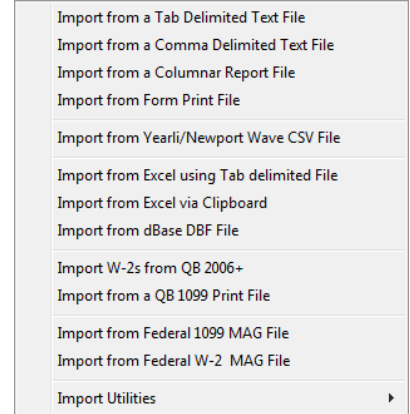 Import from a Tab Delimited Text File
Import from a Comma Delimited Text File
Import from a Columnar Report File
Import from Form Print File
Import from Yearli/Newport Wave CSV File
Import from Excel using Tab delimited File
Import from Excel via Clipboard
Import from dBase DBF File
Import W-2s from QB 2006+
Import from a QB 1099 Print File
Import from Federal 1099 MAG File
Import from Federal W-2  MAG File
Import Utilities